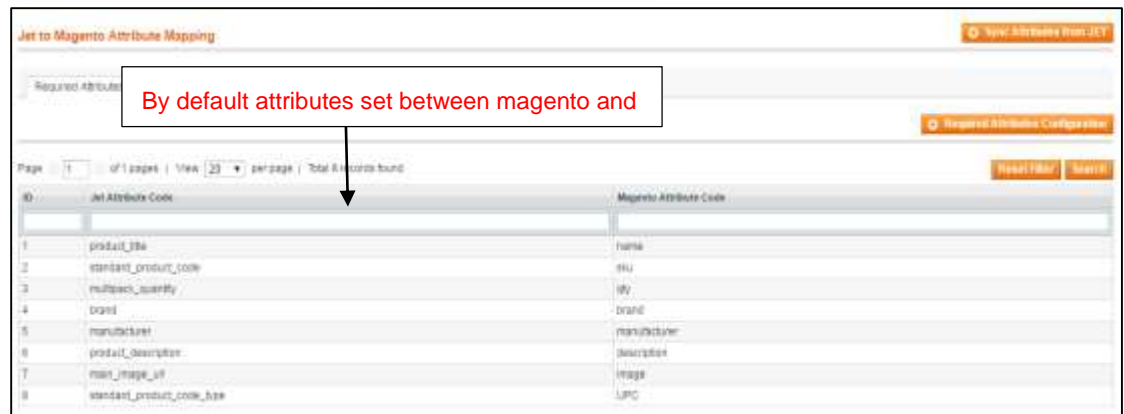 Jet to Magento Attribute Mapping
Sync Attributes from JET
Required Attributes
By default attributes set between magento and
Required Attributes Configuration
Page 1 of 1 pages | View 20 per page | Total 8 records found
Reset Filter Search
ID Jet Attribute Code Magento Attribute Code
1 product_title name
2 standard_product_code sku
3 multipack_quantity qty
4 brand brand
5 manufacturer manufacturer
6 product_description description
7 main_image_url image
8 standard_product_code_type UPC